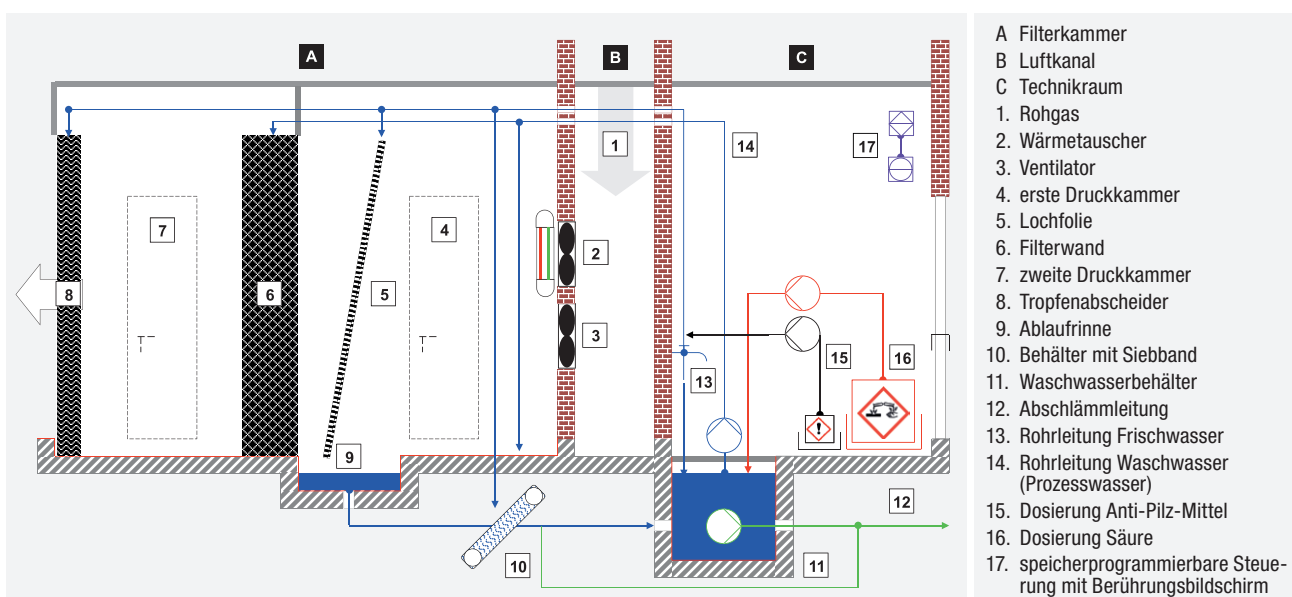 A
B
C
1
14
17
7
4
2
8
6
5
3
13
15
16
9
12
10
11
A Filterkammer
B Luftkanal
C Technikraum
1. Rohgas
2. Wärmetauscher
3. Ventilator
4. erste Druckkammer
5. Lochfolie
6. Filterwand
7. zweite Druckkammer
8. Tropfenabscheider
9. Ablaufrinne
10. Behälter mit Siebband
11. Waschwasserbehälter
12. Abschlämmleitung
13. Rohrleitung Frischwasser
14. Rohrleitung Waschwasser
(Prozesswasser)
15. Dosierung Anti-Pilz-Mittel
16. Dosierung Säure
17. speicherprogrammierbare Steue-
rung mit Berührungsbildschirm